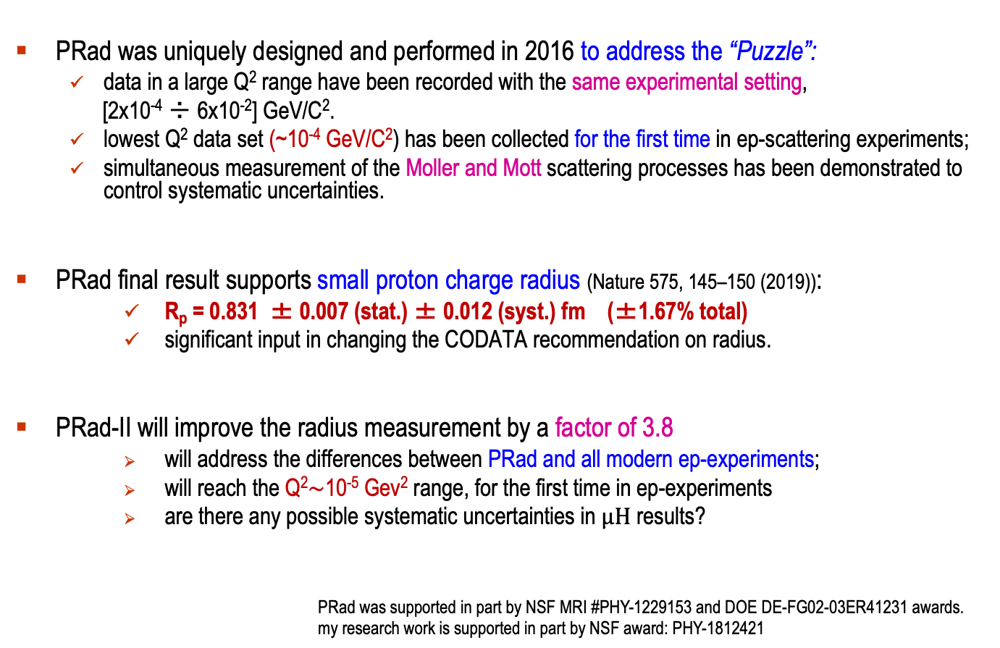 PRad was uniquely designed and performed in 2016 to address the “Puzzle”:
data in a large Q² range have been recorded with the same experimental setting,
[2x10⁻⁴ ÷ 6x10⁻²] GeV/C².
lowest Q² data set (~10⁻⁴ GeV/C²) has been collected for the first time in ep-scattering experiments;
simultaneous measurement of the Moller and Mott scattering processes has been demonstrated to
control systematic uncertainties.
PRad final result supports small proton charge radius (Nature 575, 145–150 (2019)):
Rₚ = 0.831 ± 0.007 (stat.) ± 0.012 (syst.) fm (±1.67% total)
significant input in changing the CODATA recommendation on radius.
PRad-II will improve the radius measurement by a factor of 3.8
will address the differences between PRad and all modern ep-experiments;
will reach the Q²~10⁻⁵ Gev² range, for the first time in ep-experiments
are there any possible systematic uncertainties in μH results?
PRad was supported in part by NSF MRI #PHY-1229153 and DOE DE-FG02-03ER41231 awards.
my research work is supported in part by NSF award: PHY-1812421